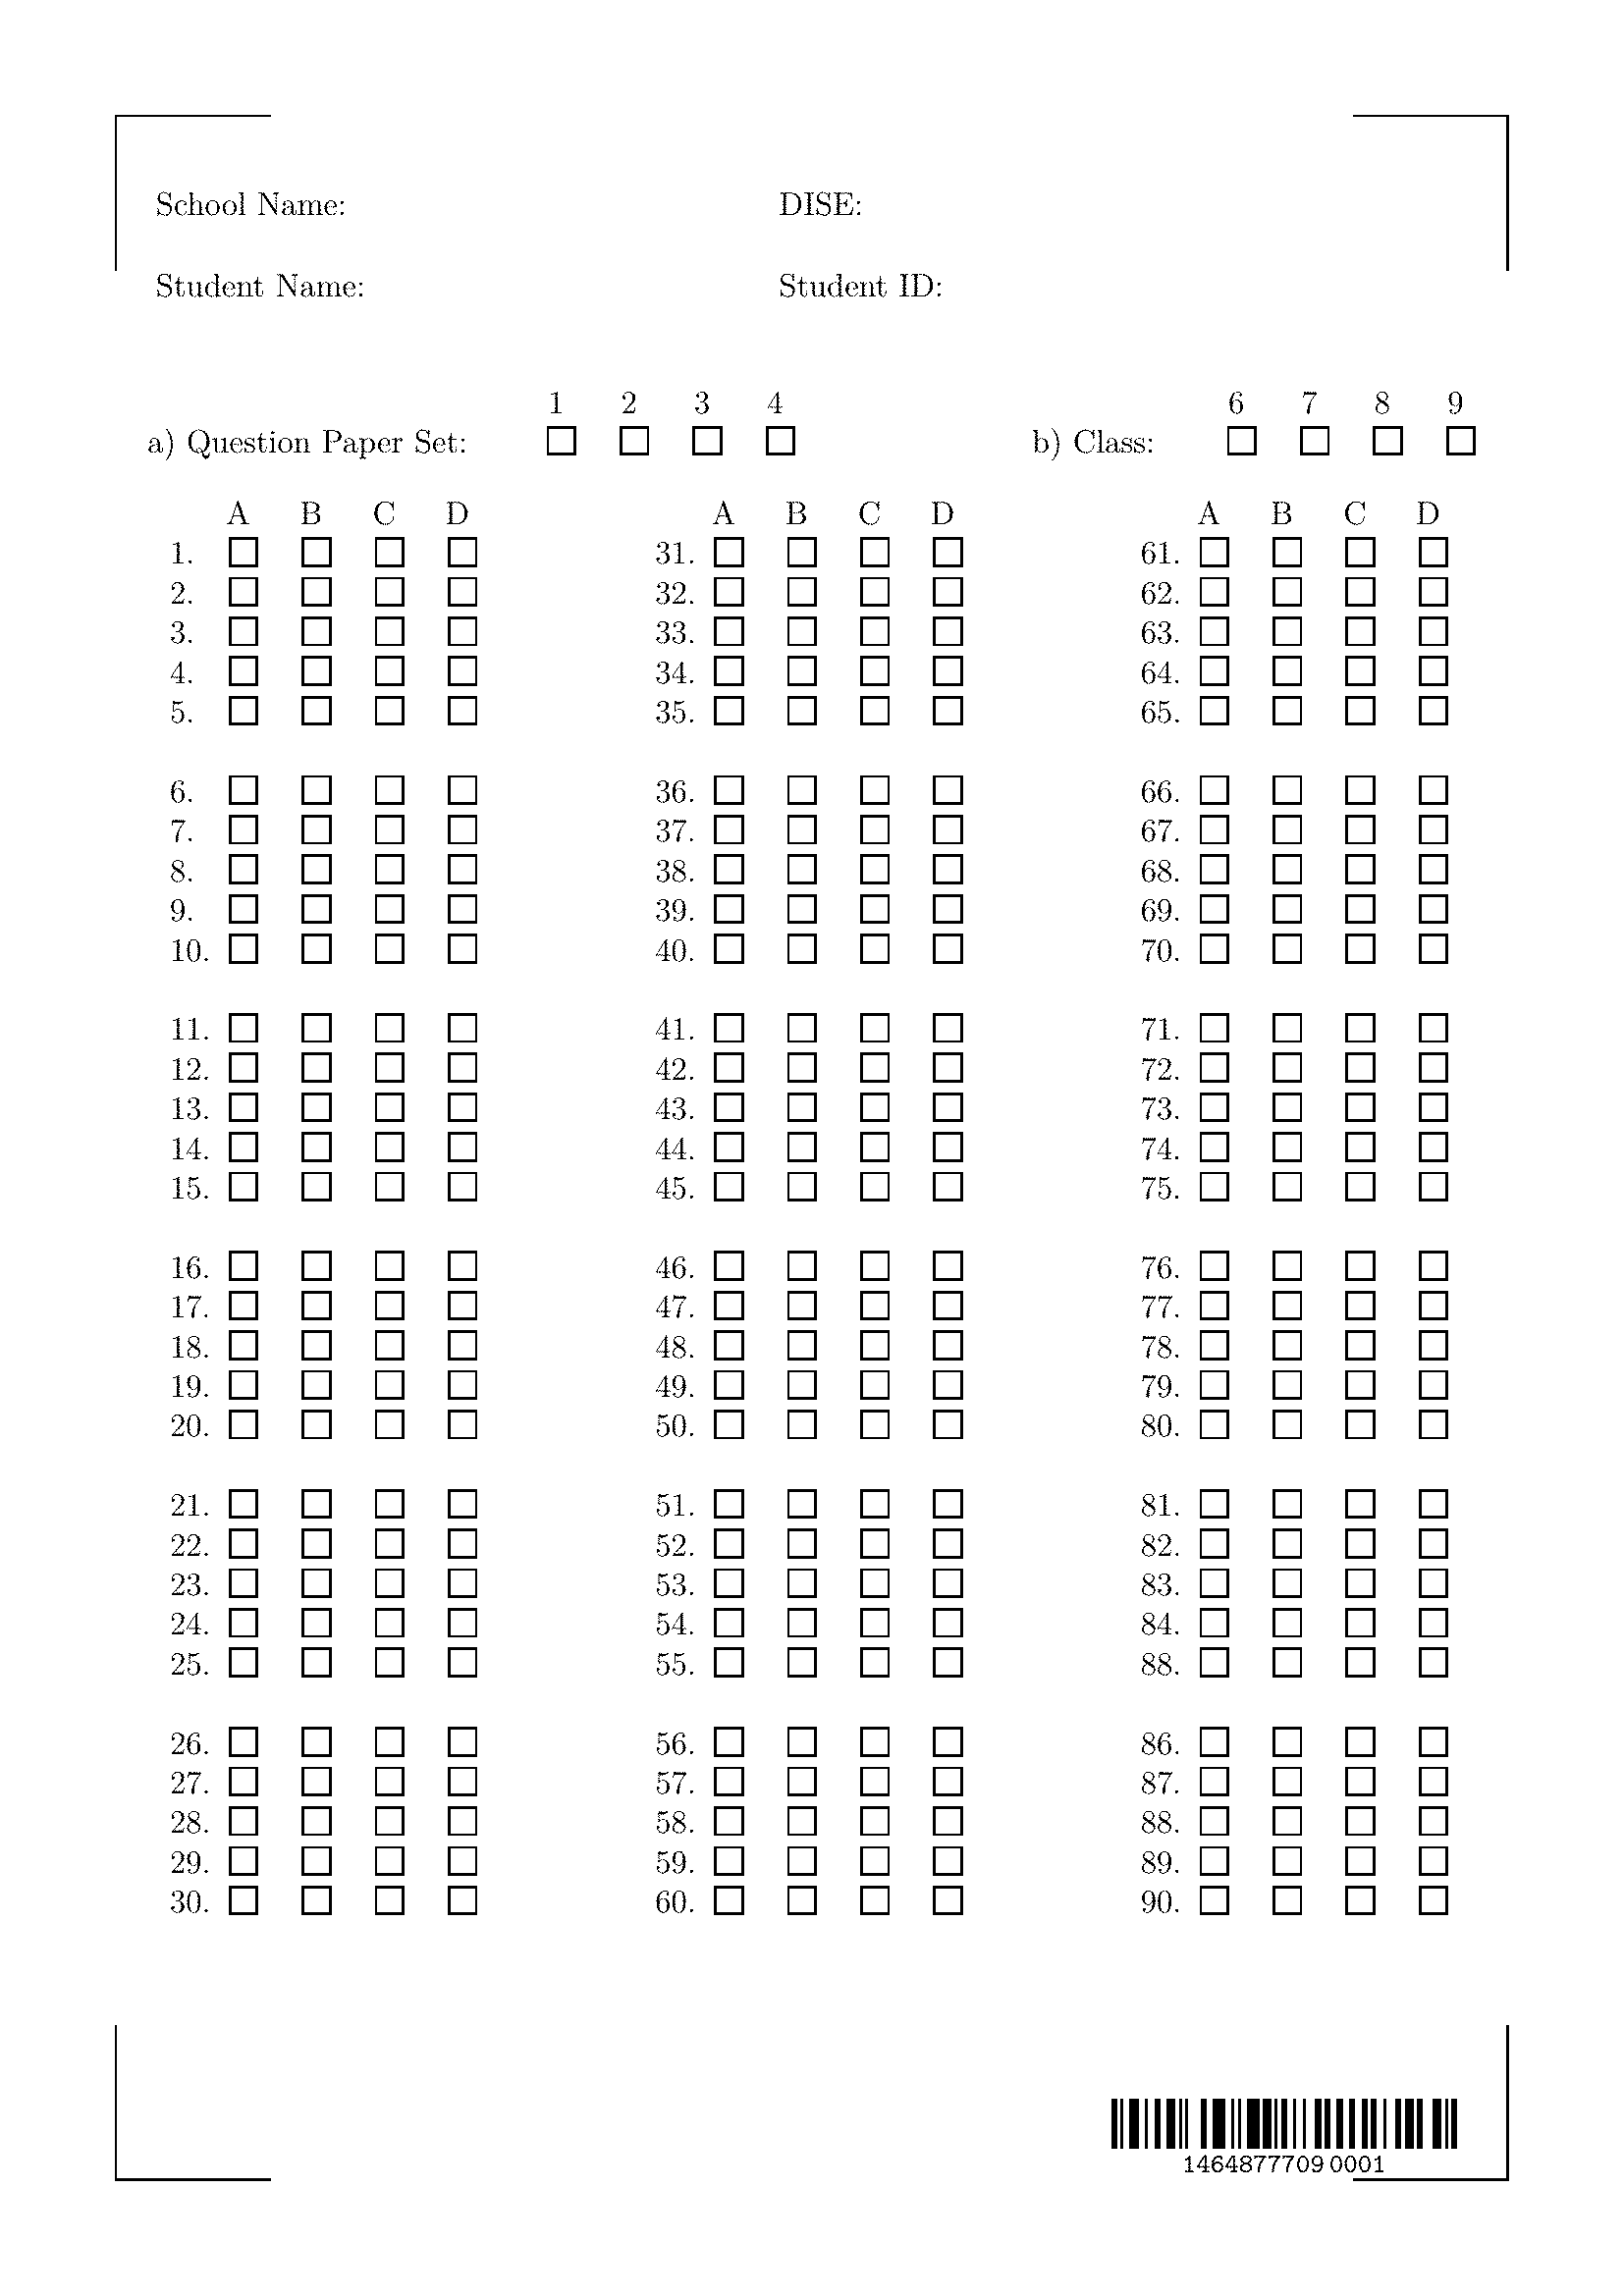 School Name: DISE:
Student Name: Student ID:
1 2 3 4 6 7 8 9
a) Question Paper Set: b) Class:
A B C D A B C D A B C D
1. 31. 61.
2. 32. 62.
3. 33. 63.
4. 34. 64.
5. 35. 65.
6. 36. 66.
7. 37. 67.
8. 38. 68.
9. 39. 69.
10. 40. 70.
11. 41. 71.
12. 42. 72.
13. 43. 73.
14. 44. 74.
15. 45. 75.
16. 46. 76.
17. 47. 77.
18. 48. 78.
19. 49. 79.
20. 50. 80.
21. 51. 81.
22. 52. 82.
23. 53. 83.
24. 54. 84.
25. 55. 88.
26. 56. 86.
27. 57. 87.
28. 58. 88.
29. 59. 89.
30. 60. 90.
1464877709 0001